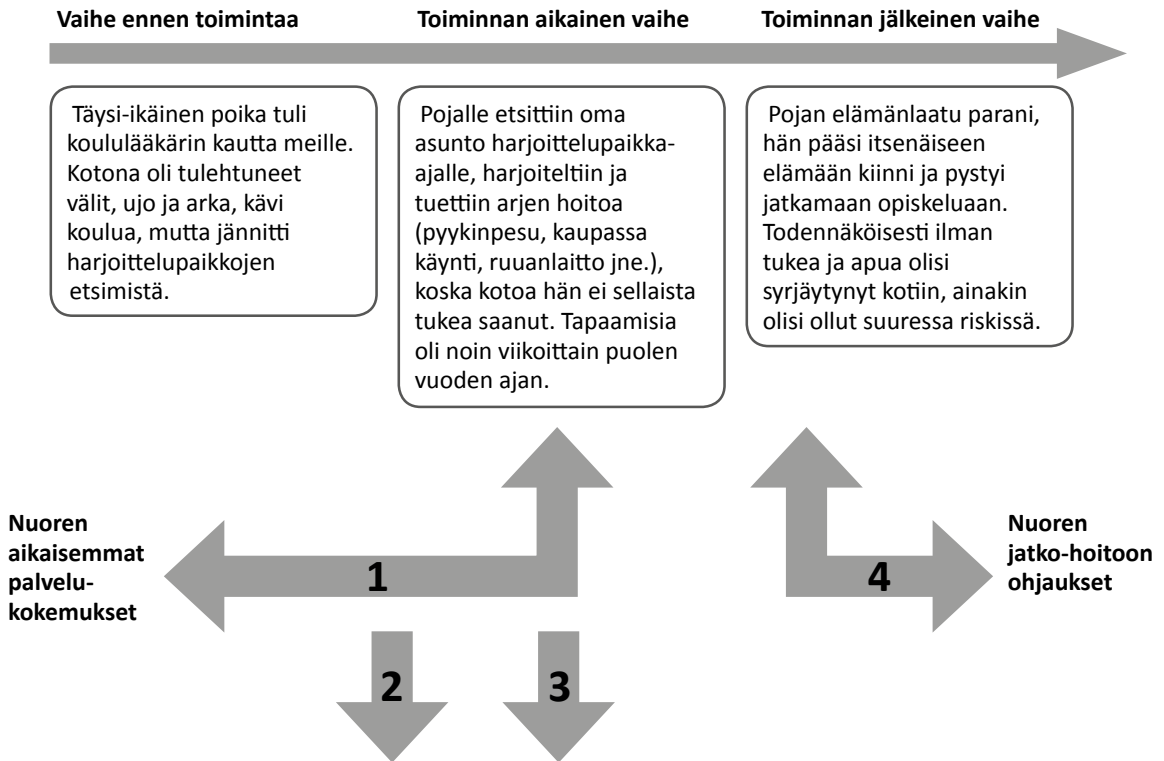 Vaihe ennen toimintaa
Toiminnan aikainen vaihe
Toiminnan jälkeinen vaihe
Täysi-ikäinen poika tuli
koululääkärin kautta meille.
Kotona oli tulehtuneet
välit, ujo ja arka, kävi
koulua, mutta jännitti
harjoittelupaikkojen
etsimistä.
Pojalle etsittiin oma
asunto harjoittelupaikka-
ajalle, harjoiteltiin ja
tuettiin arjen hoitoa
(pyykinpesu, kaupassa
käynti, ruuanlaitto jne.),
koska kotoa hän ei sellaista
tukea saanut. Tapaamisia
oli noin viikoittain puolen
vuoden ajan.
Pojan elämänlaatu parani,
hän pääsi itsenäiseen
elämään kiinni ja pystyi
jatkamaan opiskeluaan.
Todennäköisesti ilman
tukea ja apua olisi
syrjäytynyt kotiin, ainakin
olisi ollut suuressa riskissä.
Nuoren
aikaisemmat
palvelu-
kokemukset
1
4
Nuoren
jatko-hoitoon
ohjaukset
2
3